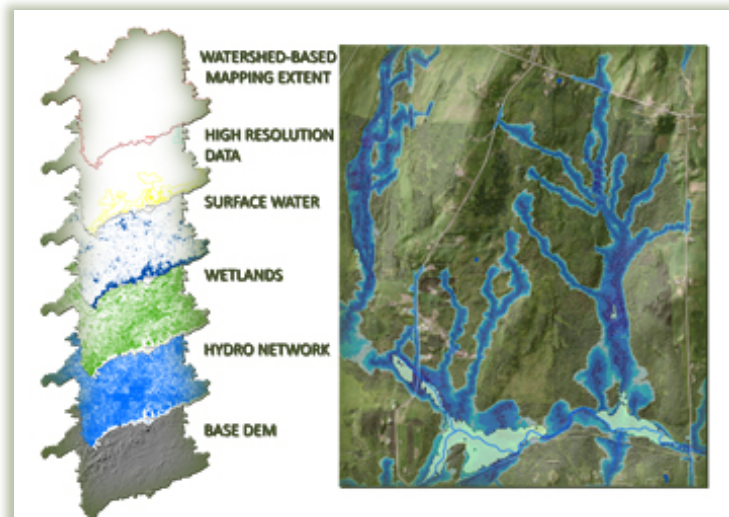 WATERSHED-BASED
MAPPING EXTENT
HIGH RESOLUTION
DATA
SURFACE WATER
WETLANDS
HYDRO NETWORK
BASE DEM